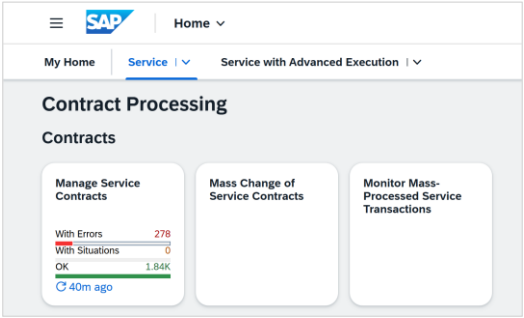 SAP
Home
My Home
Service
Service with Advanced Execution
Contract Processing
Contracts
Manage Service
Contracts
With Errors 278
With Situations 0
OK 1.84K
40m ago
Mass Change of
Service Contracts
Monitor Mass-
Processed Service
Transactions